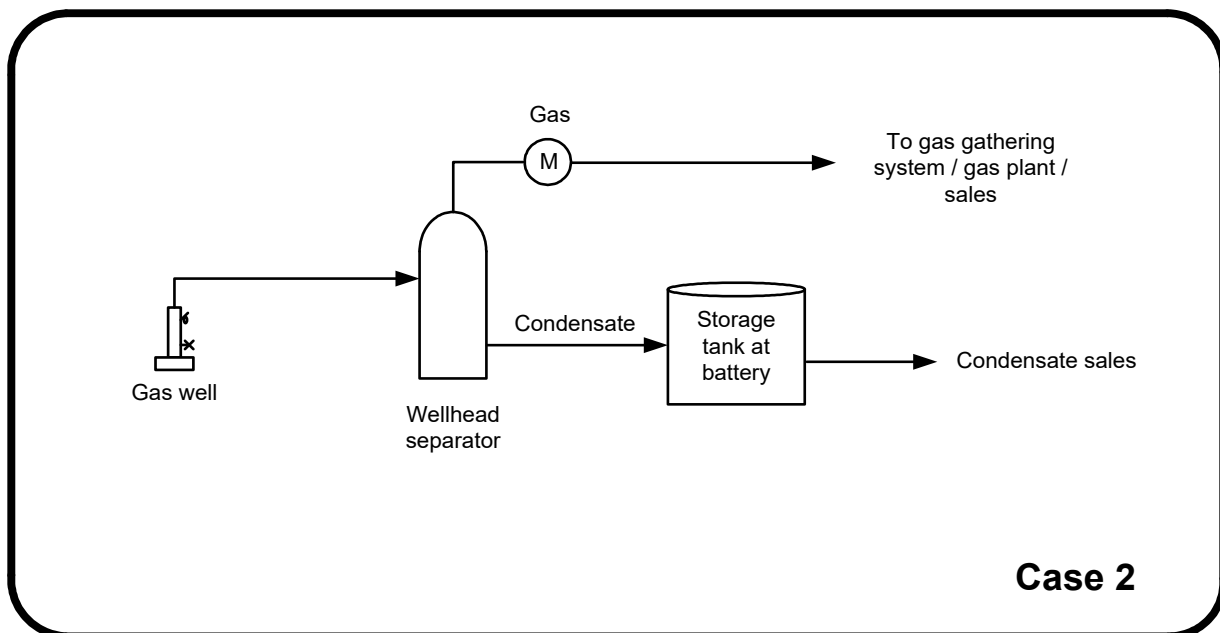 Gas
M
To gas gathering
system / gas plant /
sales
Gas well
Wellhead
separator
Condensate
Storage
tank at
battery
Condensate sales
Case 2